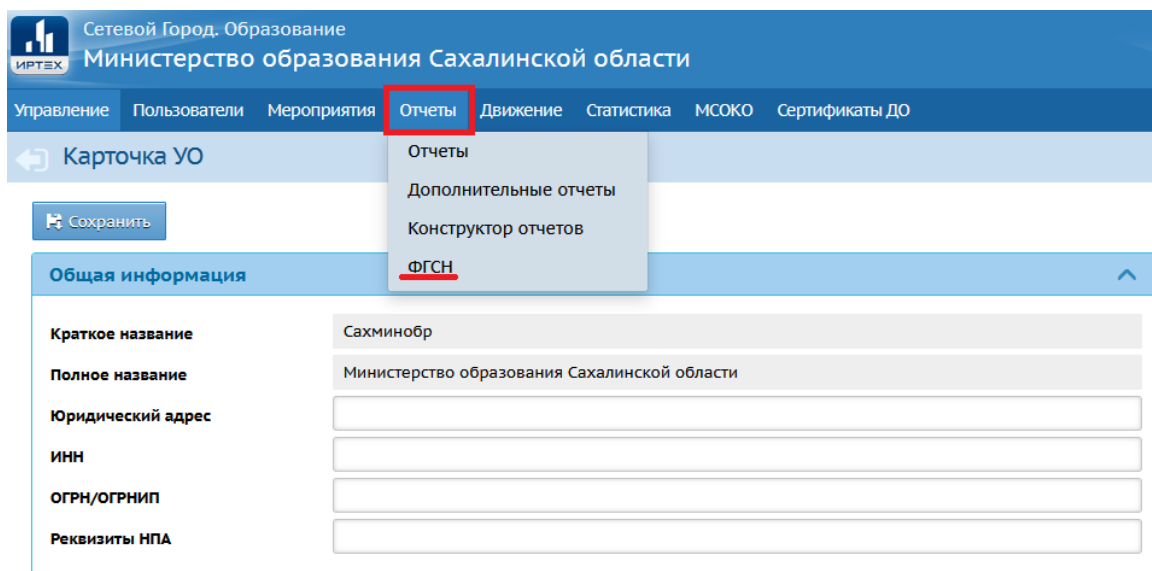 Сетевой Город. Образование
ИРТЕХ
Министерство образования Сахалинской области
Управление Пользователи Мероприятия Отчеты Движение Статистика МСОКО Сертификаты ДО
Карточка УО
Отчеты
Дополнительные отчеты
Конструктор отчетов
ФГСН
Сохранить
Общая информация
Краткое название Сахминобр
Полное название Министерство образования Сахалинской области
Юридический адрес
ИНН
ОГРН/ОГРНИП
Реквизиты НПА